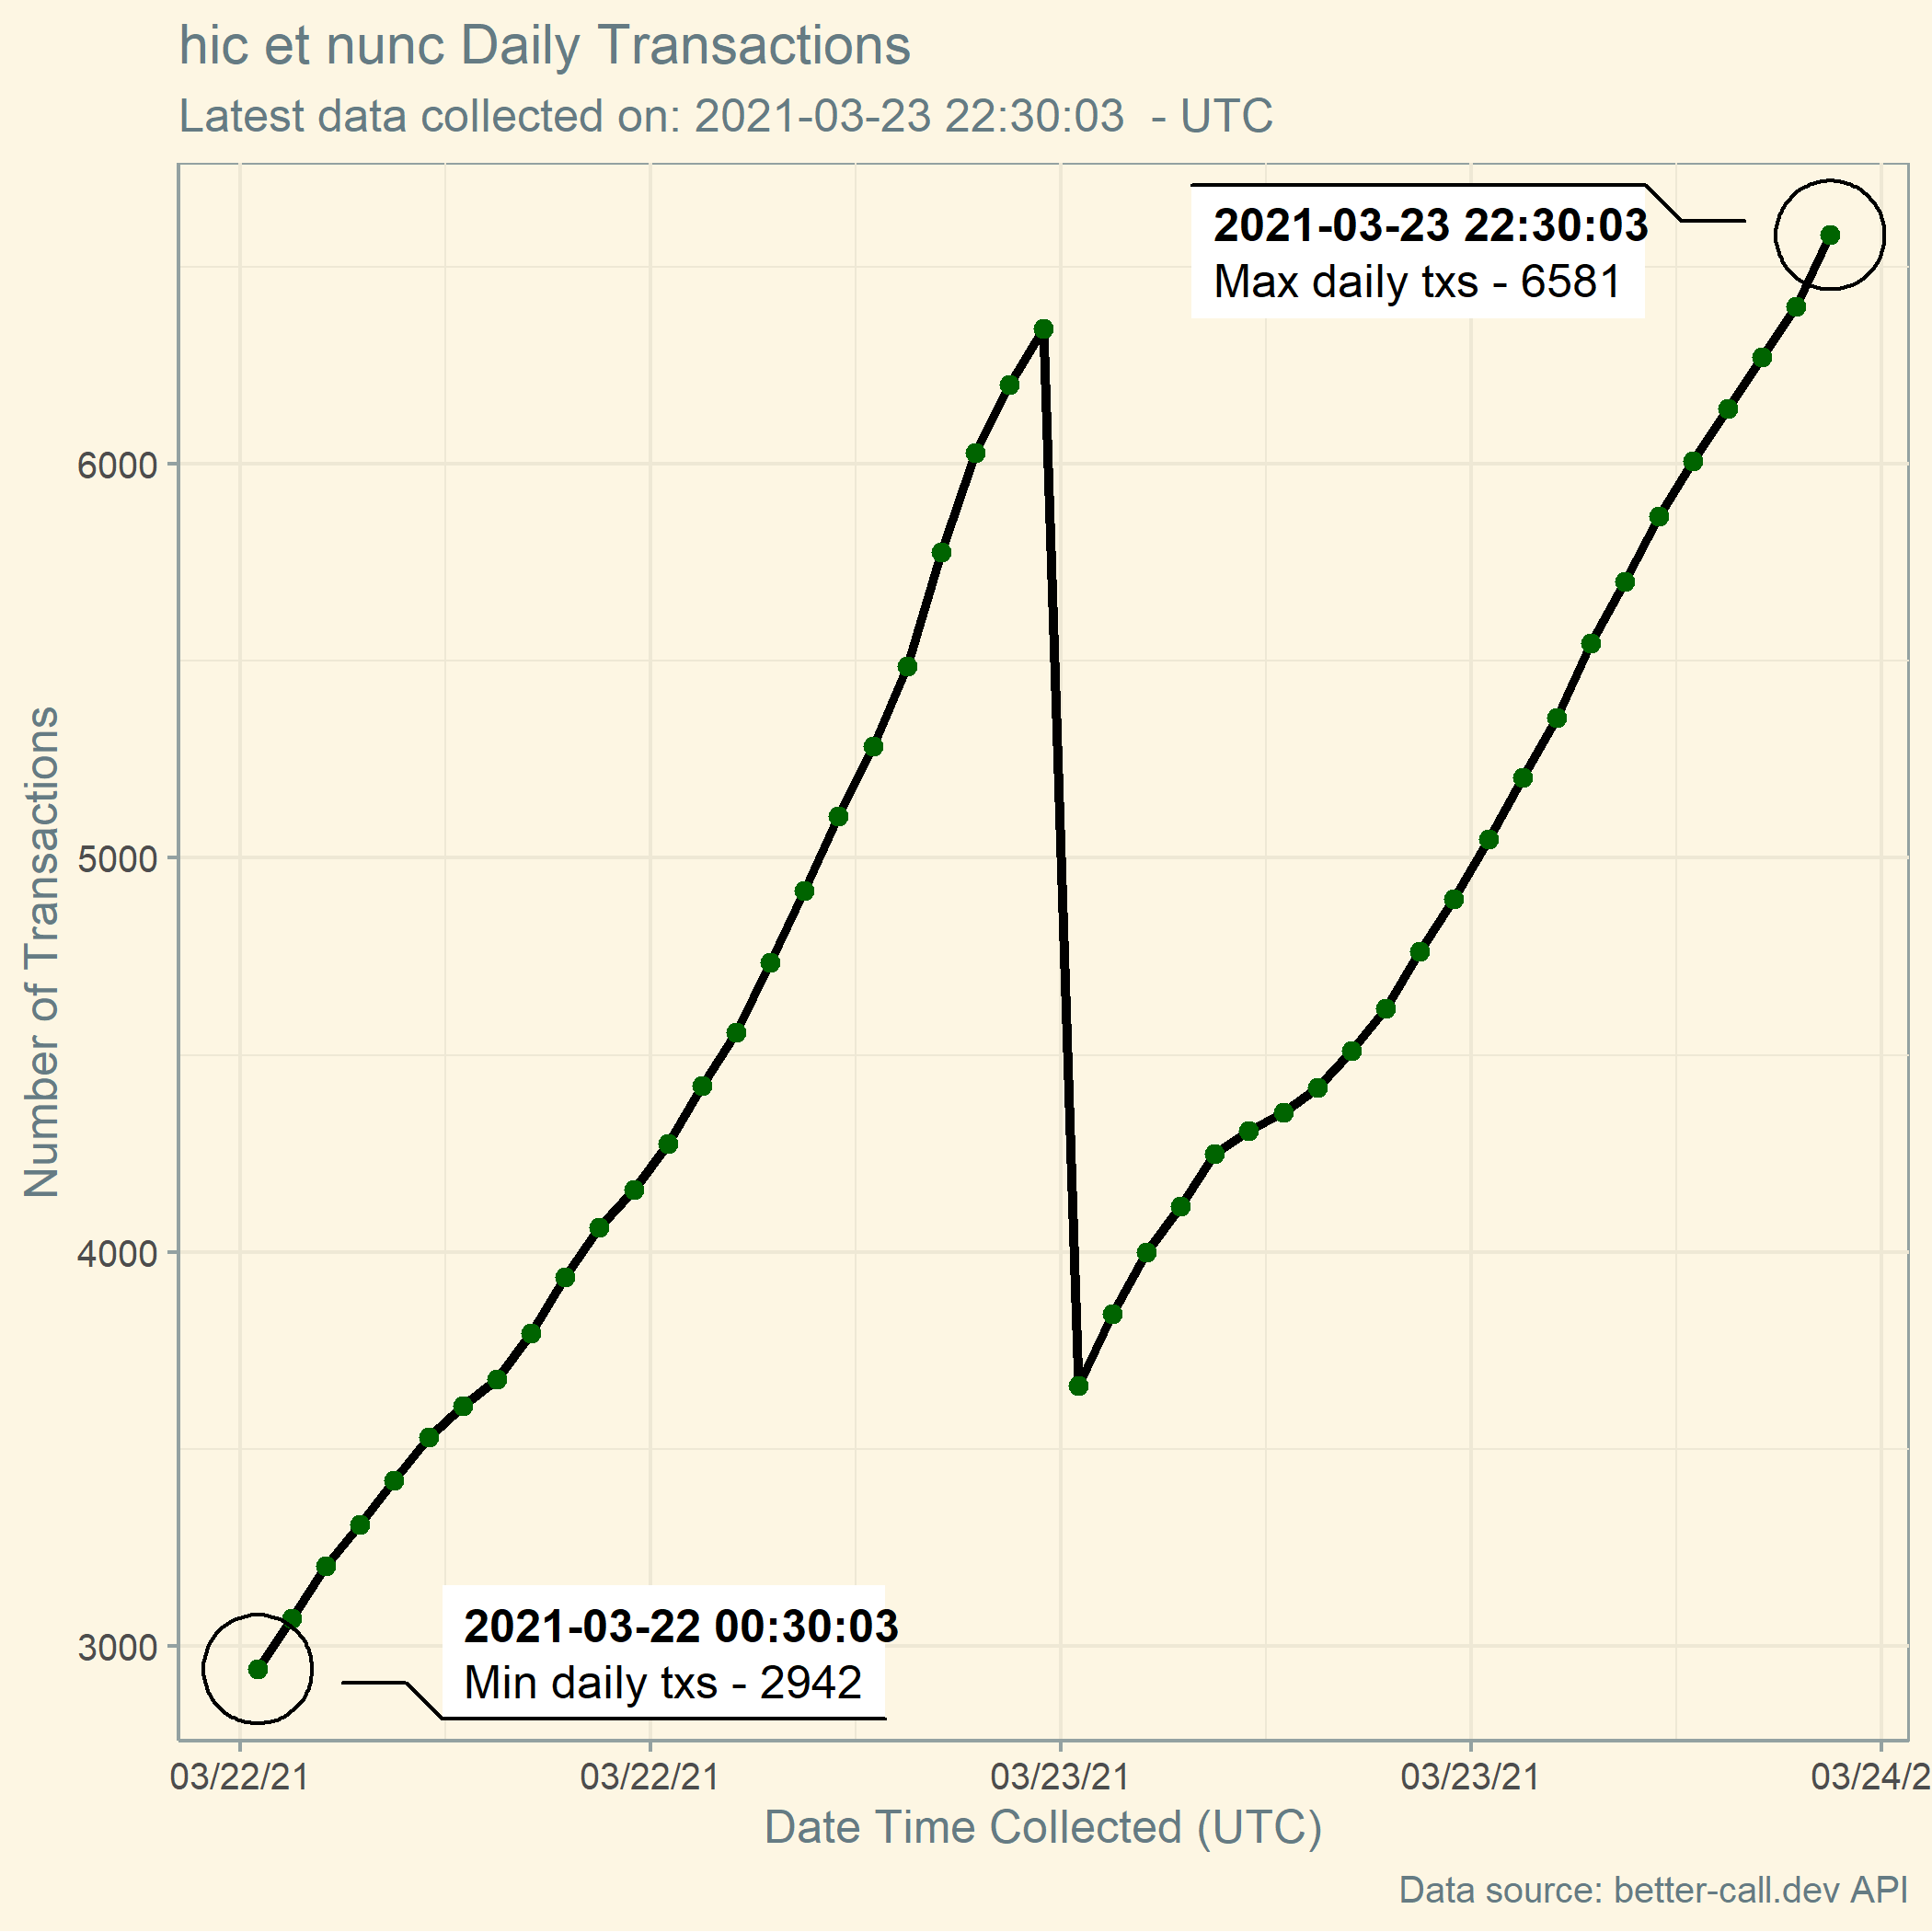 hic et nunc Daily Transactions
Latest data collected on: 2021-03-23 22:30:03  - UTC
2021-03-23 22:30:03
Max daily txs - 6581
6000
5000
4000
3000
Number of Transactions
2021-03-22 00:30:03
Min daily txs - 2942
03/22/21 03/22/21 03/23/21 03/23/21 03/24/2
Date Time Collected (UTC)
Data source: better-call.dev API